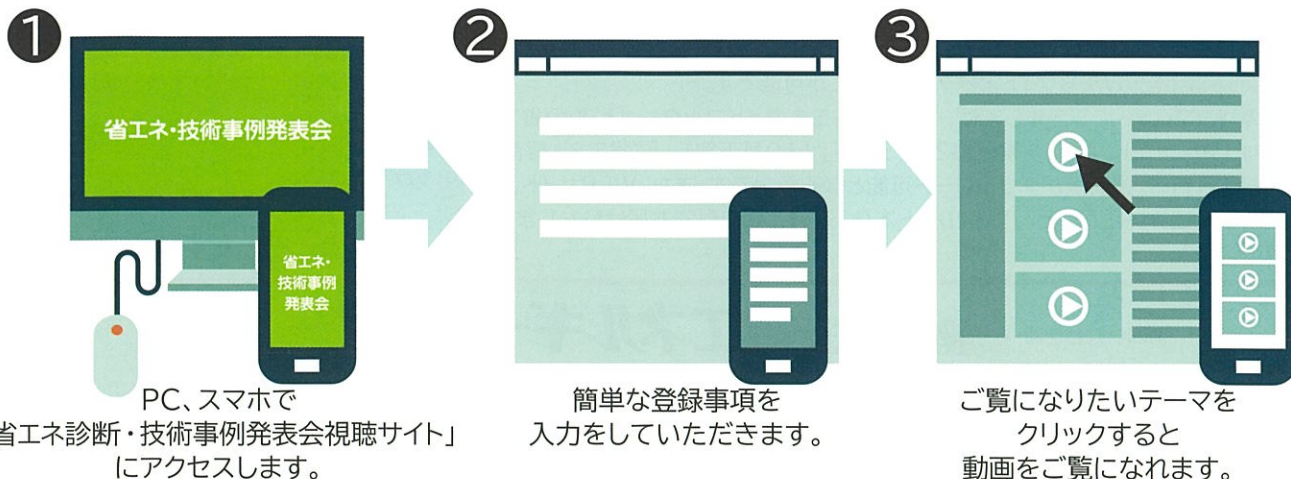 1
省エネ・技術事例発表会
省エネ・
技術事例
発表会
PC、スマホで
省エネ診断・技術事例発表会視聴サイト」
にアクセスします。
2
簡単な登録事項を
入力をしていただきます。
3
ご覧になりたいテーマを
クリックすると
動画をご覧になれます。